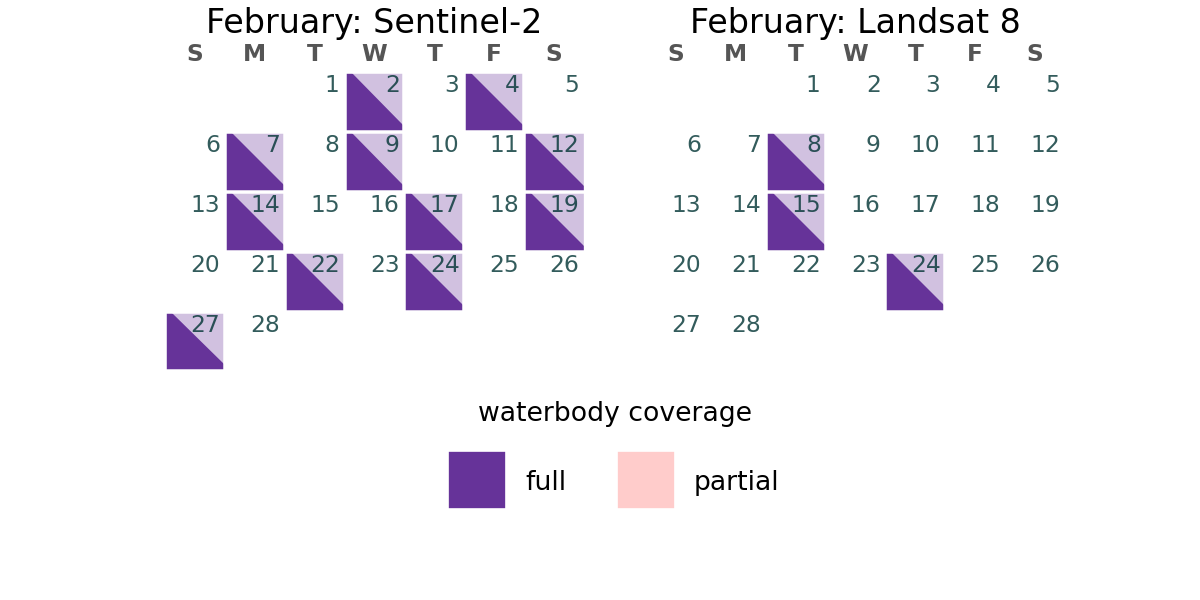 February: Sentinel-2
S M T W T F S
1 2 3 4 5
6 7 8 9 10 11 12
13 14 15 16 17 18 19
20 21 22 23 24 25 26
27 28
February: Landsat 8
S M T W T F S
1 2 3 4 5
6 7 8 9 10 11 12
13 14 15 16 17 18 19
20 21 22 23 24 25 26
27 28
waterbody coverage
full partial